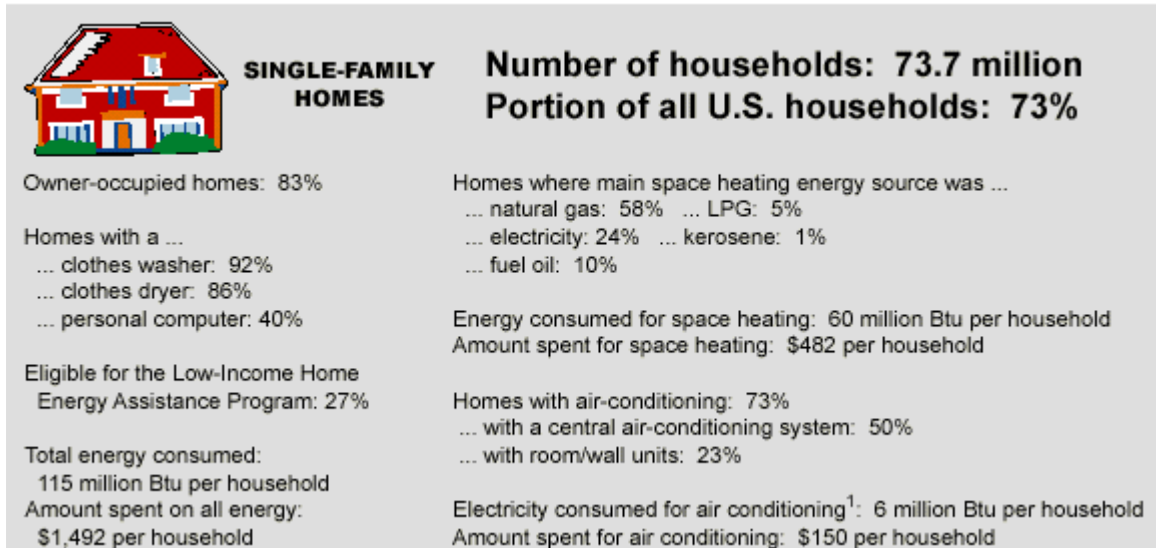 SINGLE-FAMILY
HOMES
Number of households: 73.7 million
Portion of all U.S. households: 73%
Owner-occupied homes: 83%
Homes with a ...
... clothes washer: 92%
... clothes dryer: 86%
... personal computer: 40%
Eligible for the Low-Income Home
Energy Assistance Program: 27%
Total energy consumed:
115 million Btu per household
Amount spent on all energy:
$1,492 per household
Homes where main space heating energy source was ...
... natural gas: 58% ... LPG: 5%
... electricity: 24% ... kerosene: 1%
... fuel oil: 10%
Energy consumed for space heating: 60 million Btu per household
Amount spent for space heating: $482 per household
Homes with air-conditioning: 73%
... with a central air-conditioning system: 50%
... with room/wall units: 23%
Electricity consumed for air conditioning¹: 6 million Btu per household
Amount spent for air conditioning: $150 per household